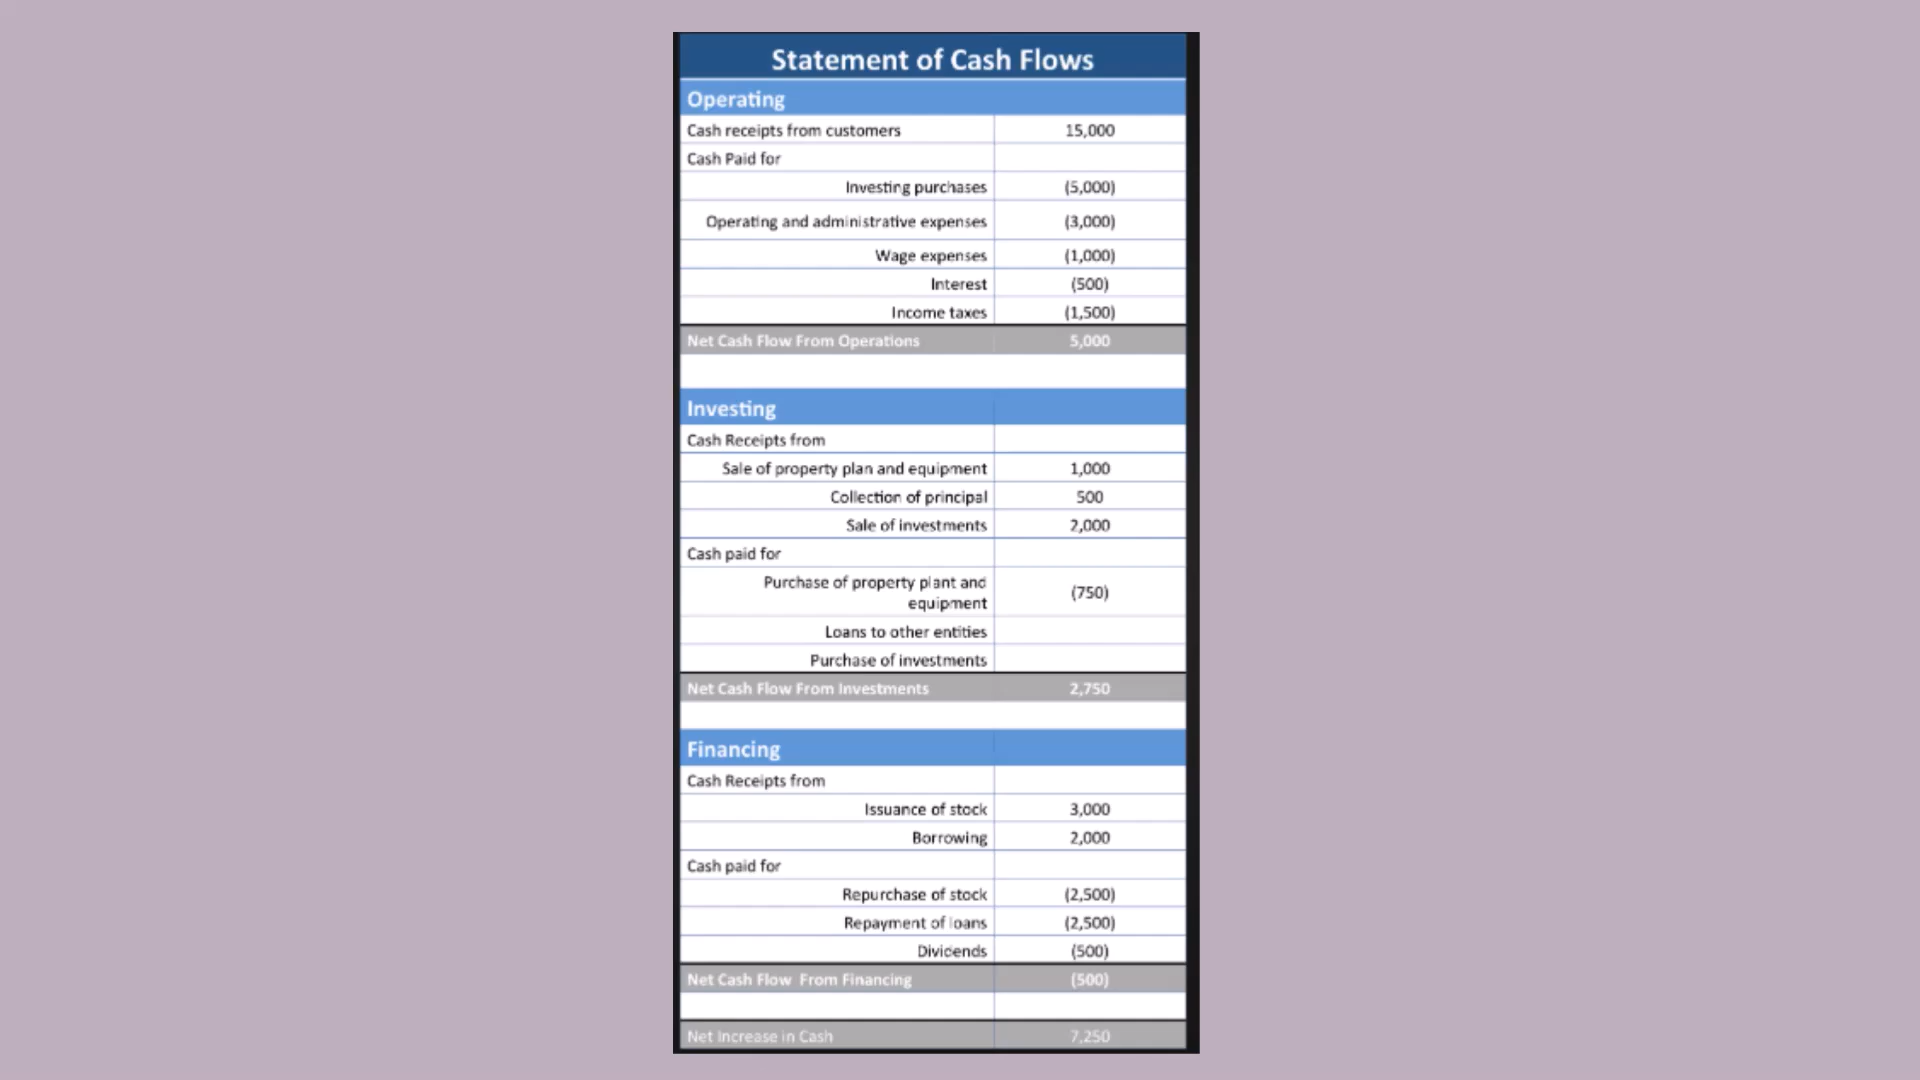 Statement of Cash Flows
Operating
Cash receipts from customers 15,000
Cash Paid for
Investing purchases (5,000)
Operating and administrative expenses (3,000)
Wage expenses (1,000)
Interest (500)
Income taxes (1,500)
Net Cash Flow From Operations 5,000
Investing
Cash Receipts from
Sale of property plan and equipment 1,000
Collection of principal 500
Sale of investments 2,000
Cash paid for
Purchase of property plant and
equipment (750)
Loans to other entities
Purchase of investments
Net Cash Flow From Investments 2,750
Financing
Cash Receipts from
Issuance of stock 3,000
Borrowing 2,000
Cash paid for
Repurchase of stock (2,500)
Repayment of loans (2,500)
Dividends (500)
Net Cash Flow From Financing (500)
Net Increase in Cash 7,250